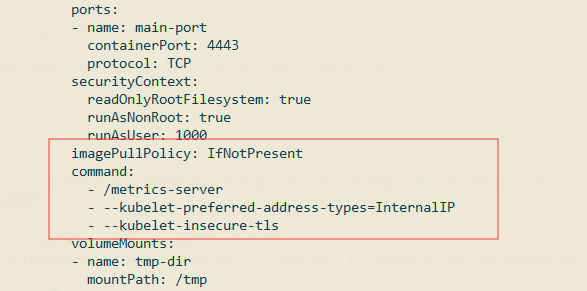 ports:
- name: main-port
  containerPort: 4443
  protocol: TCP
securityContext:
  readOnlyRootFilesystem: true
  runAsNonRoot: true
  runAsUser: 1000
imagePullPolicy: IfNotPresent
command:
  - /metrics-server
  - --kubelet-preferred-address-types=InternalIP
  - --kubelet-insecure-tls
volumeMounts:
- name: tmp-dir
  mountPath: /tmp